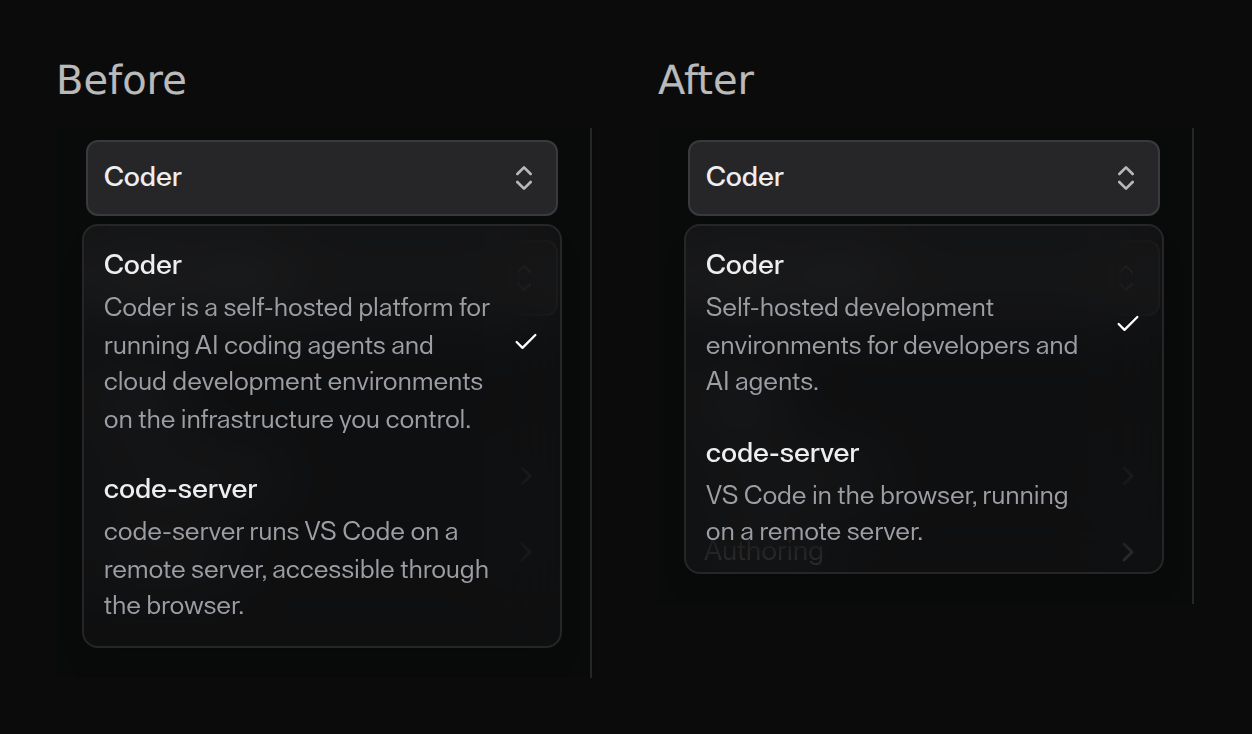 Before
Coder
Coder
Coder is a self-hosted platform for
running AI coding agents and
cloud development environments
on the infrastructure you control.
code-server
code-server runs VS Code on a
remote server, accessible through
the browser.
After
Coder
Coder
Self-hosted development
environments for developers and
AI agents.
code-server
VS Code in the browser, running
on a remote server.
Authoring